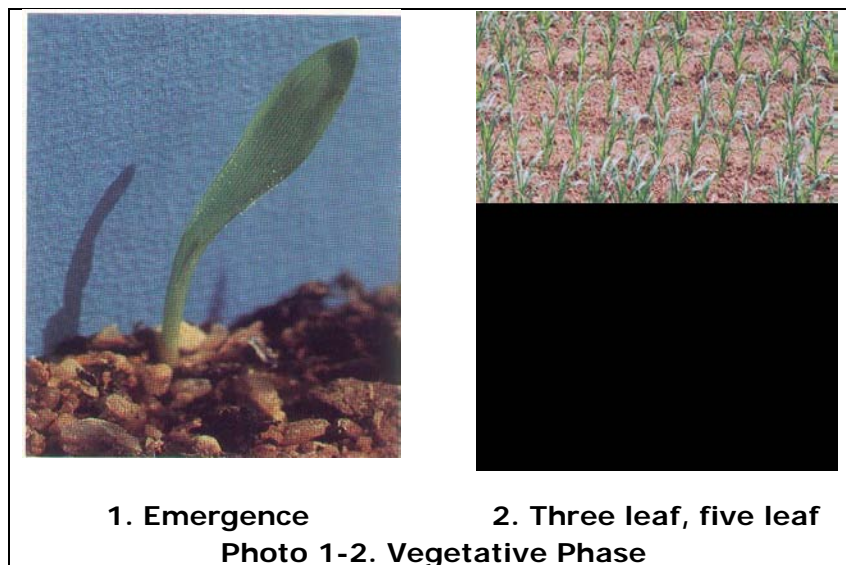 1. Emergence
2. Three leaf, five leaf
Photo 1-2. Vegetative Phase